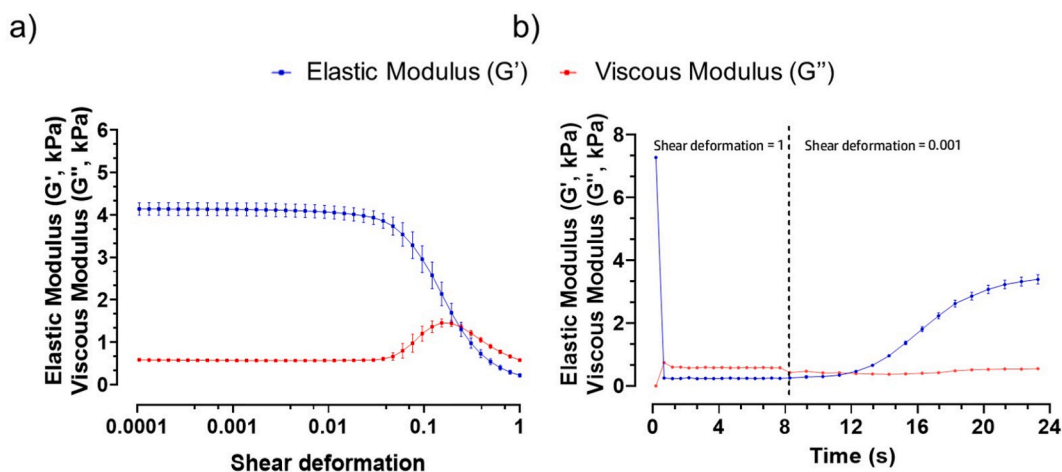 a)
b)
Elastic Modulus (G’)
Viscous Modulus (G’’)
Elastic Modulus (G', kPa)
Viscous Modulus (G'', kPa)
6
5
4
3
2
1
0
0.0001
0.001
0.01
0.1
1
Shear deformation
Elastic Modulus (G', kPa)
Viscous Modulus (G'', kPa)
8
6
4
2
0
Shear deformation = 1
Shear deformation = 0.001
0
4
8
12
16
20
24
Time (s)